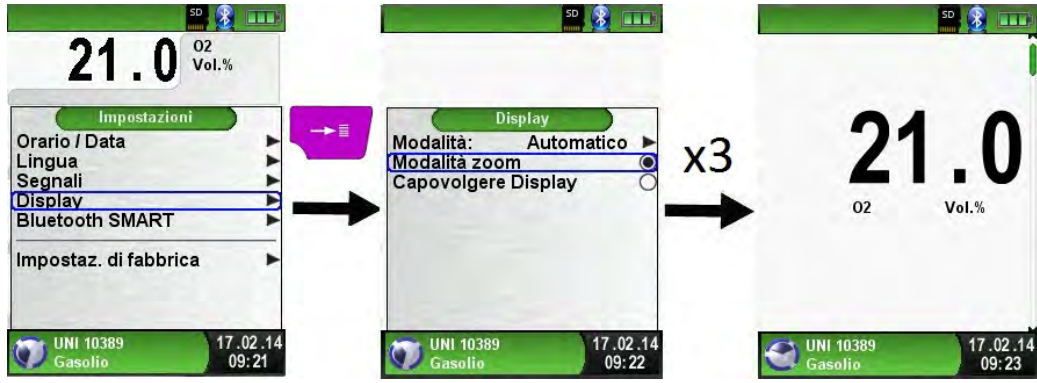 SD
21.0 O2
Vol.%
Impostazioni
Orario / Data
Lingua
Segnali
Display
Bluetooth SMART
Impostaz. di fabbrica
UNI 10389 17.02.14
Gasolio 09:21
SD
Display
Modalità: Automatico
Modalità zoom
Capovolgere Display
UNI 10389 17.02.14
Gasolio 09:22
x3
SD
21.0
O2 Vol.%
UNI 10389 17.02.14
Gasolio 09:23